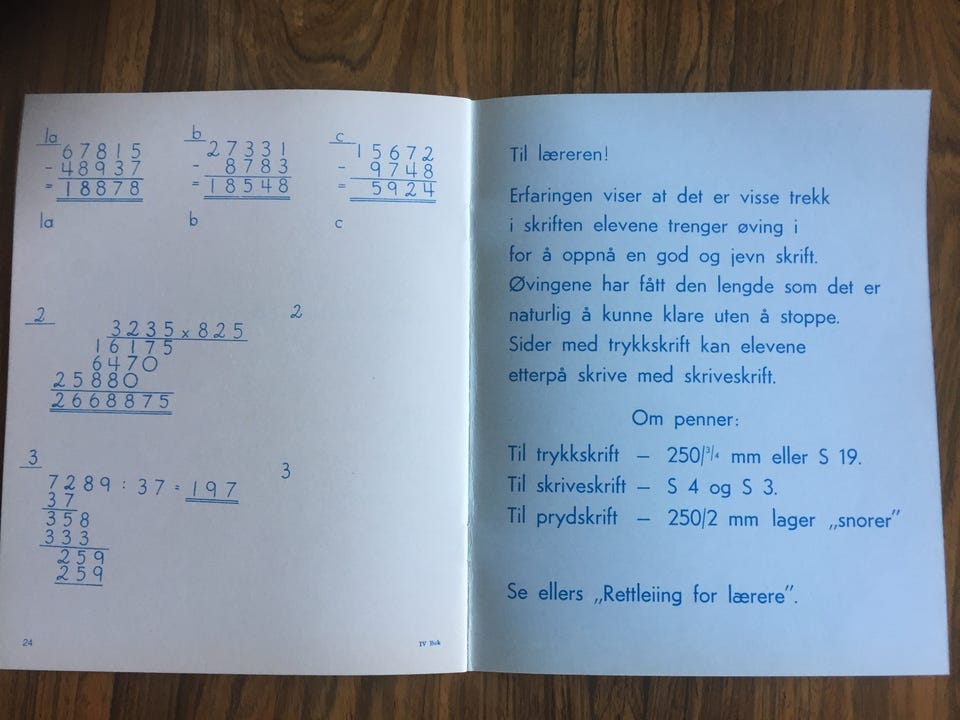 1a
67815
- 48937
= 18878
b
27331
- 8783
= 18548
c
15672
- 9748
= 5924
1a b c
2
3235 x 825
16175
6470
25880
2668875
2
3
7289 : 37 = 197
37
358
333
259
259
3
24
IV Bok
Til læreren!
Erfaringen viser at det er visse trekk
i skriften elevene trenger øving i
for å oppnå en god og jevn skrift.
Øvingene har fått den lengde som det er
naturlig å kunne klare uten å stoppe.
Sider med trykkskrift kan elevene
etterpå skrive med skriveskrift.
Om penner:
Til trykkskrift – 250/³/₄ mm eller S 19.
Til skriveskrift – S 4 og S 3.
Til prydskrift – 250/2 mm lager „snorer”
Se ellers „Rettleiing for lærere”.